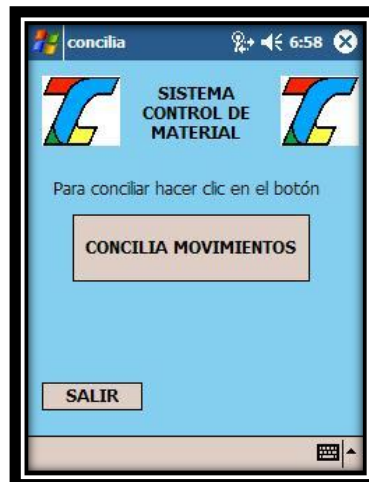 concilia 6:58
SISTEMA
CONTROL DE
MATERIAL
Para conciliar hacer clic en el botón
CONCILIA MOVIMIENTOS
SALIR